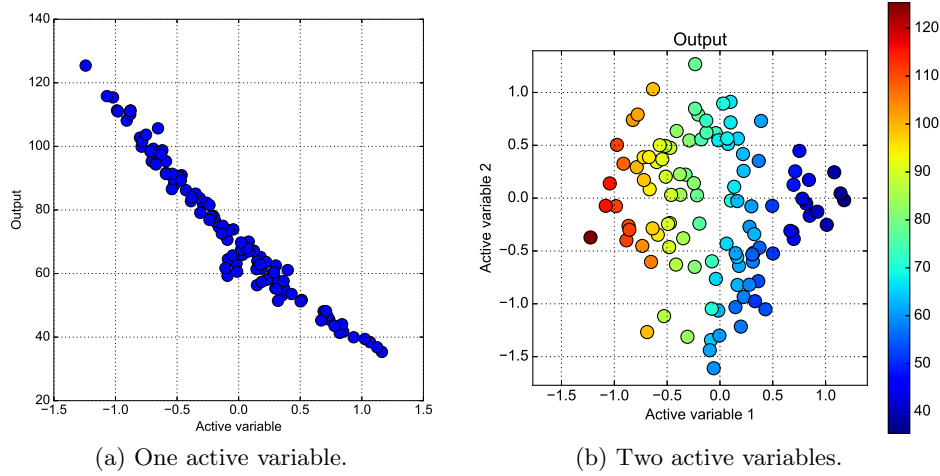 140
120
100
80
60
40
20
Output
−1.5 −1.0 −0.5 0.0 0.5 1.0 1.5
Active variable
(a) One active variable.
Output
1.0
0.5
0.0
−0.5
−1.0
−1.5
Active variable 2
−1.5 −1.0 −0.5 0.0 0.5 1.0
Active variable 1
120
110
100
90
80
70
60
50
40
(b) Two active variables.